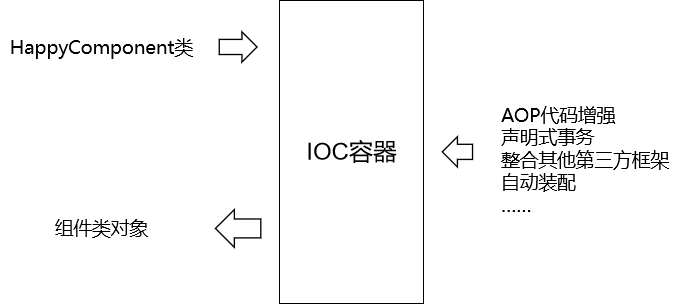 HappyComponent类
IOC容器
AOP代码增强
声明式事务
整合其他第三方框架
自动装配
……
组件类对象